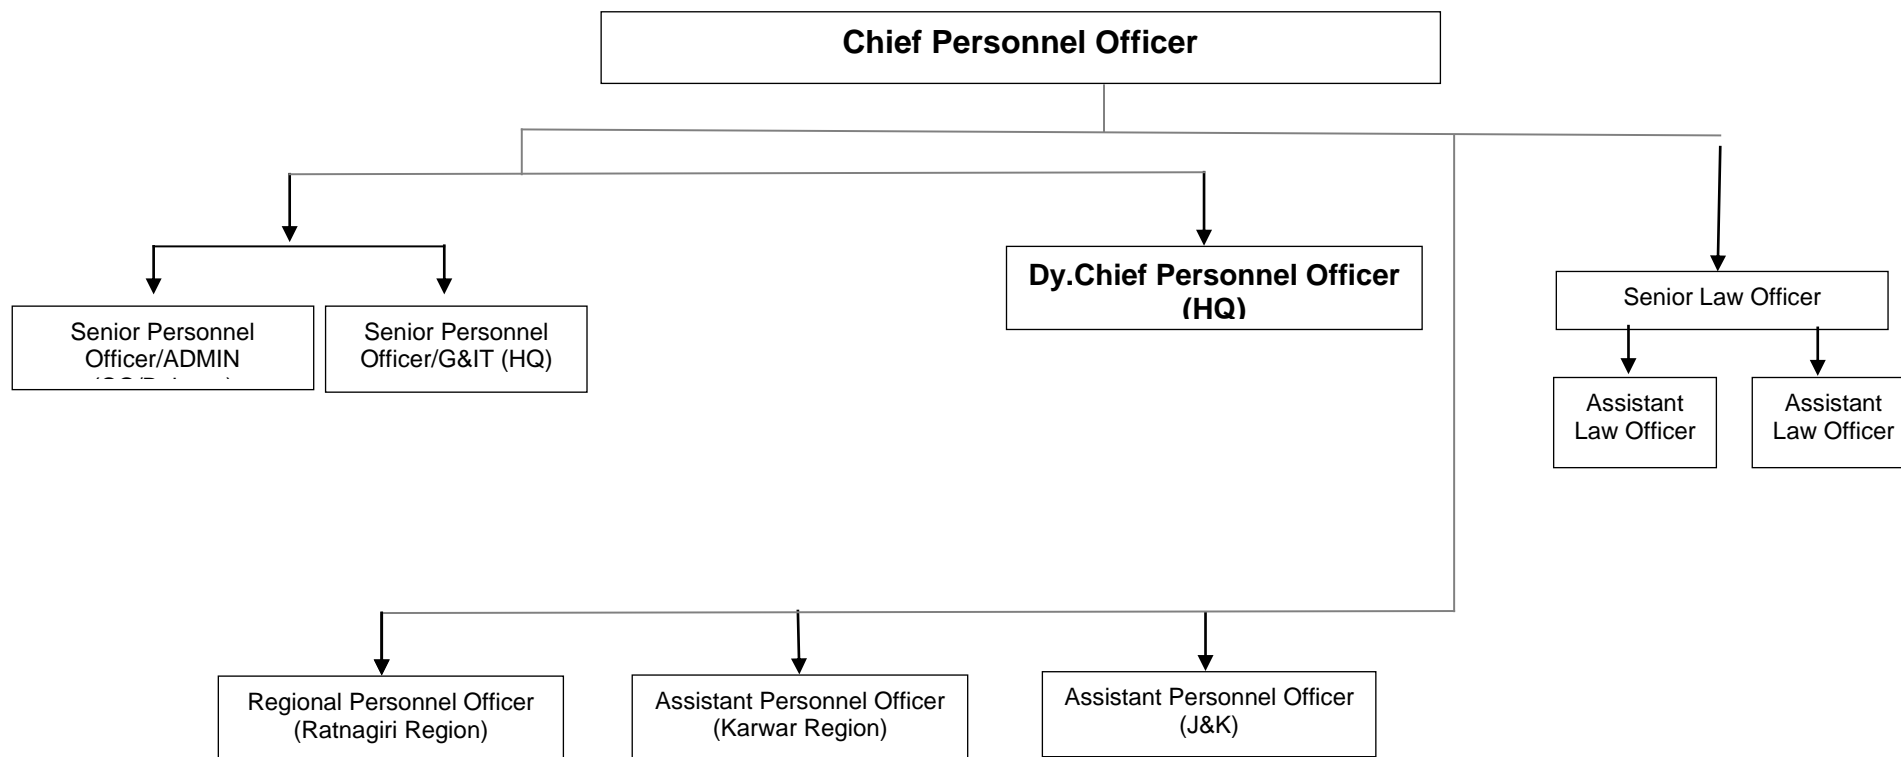 Chief Personnel Officer
Dy.Chief Personnel Officer
(HQ)
Senior Law Officer
Senior Personnel
Officer/ADMIN
Senior Personnel
Officer/G&IT (HQ)
Assistant
Law Officer
Assistant
Law Officer
Regional Personnel Officer
(Ratnagiri Region)
Assistant Personnel Officer
(Karwar Region)
Assistant Personnel Officer
(J&K)